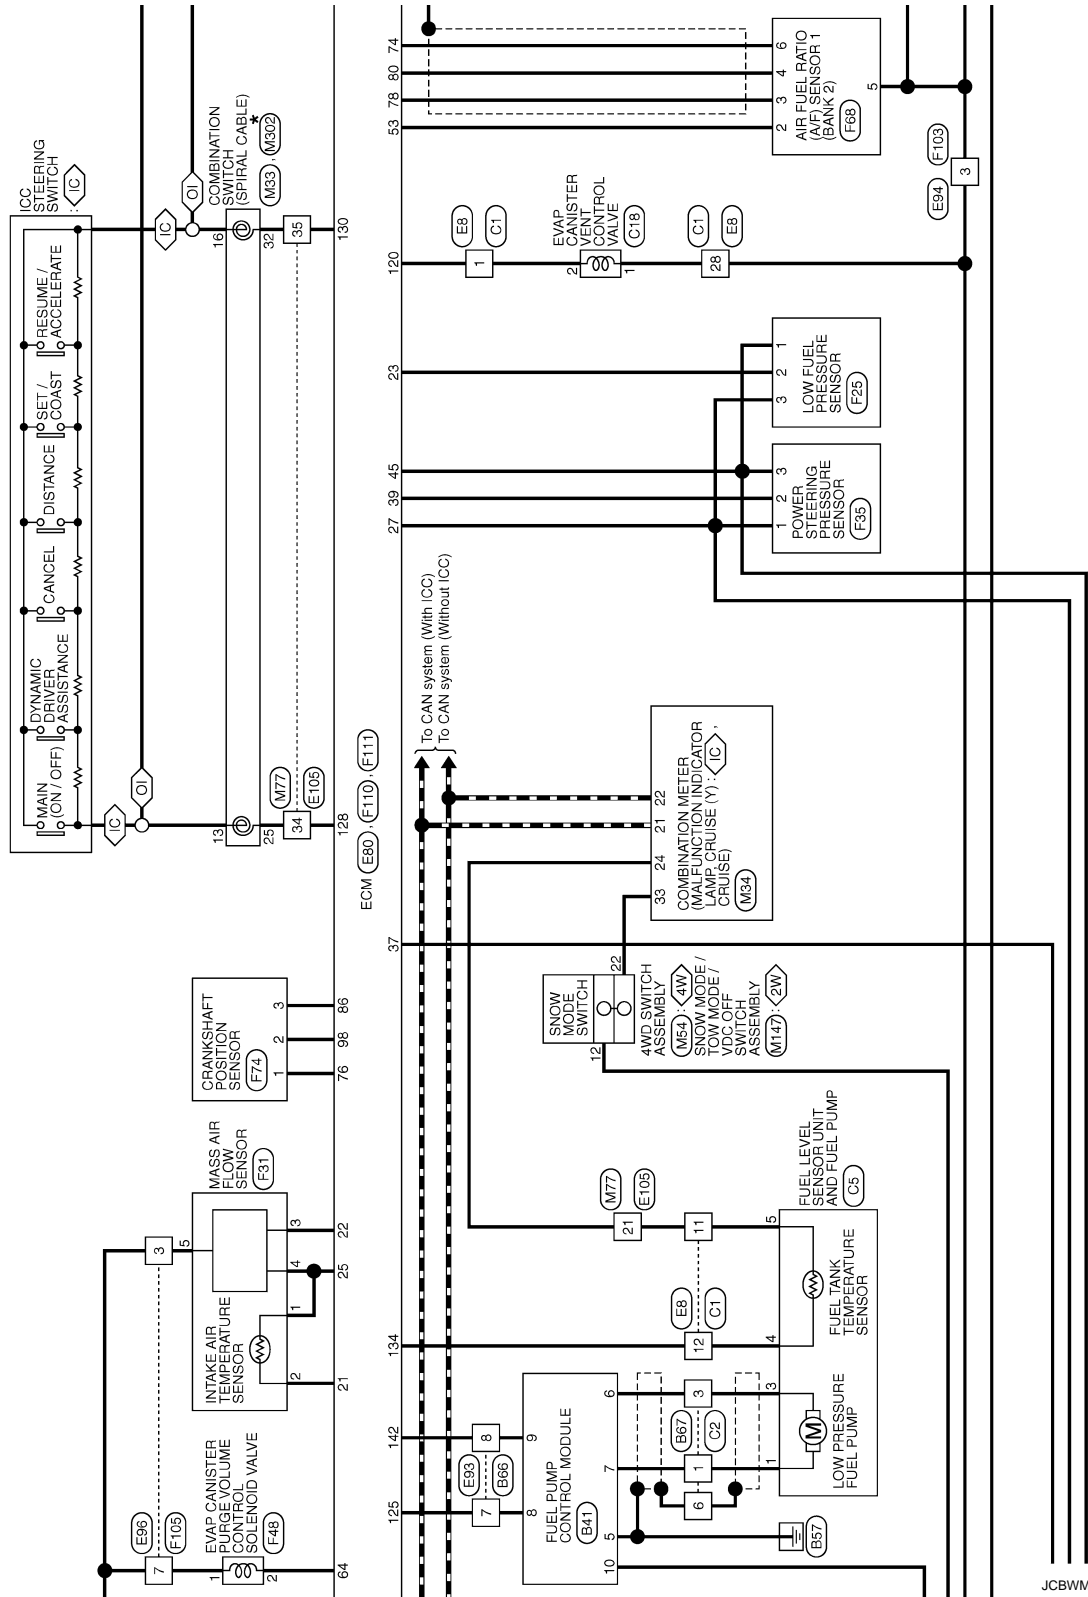 ICC
STEERING
SWITCH
: IC
MAIN
(ON / OFF)
DYNAMIC
DRIVER
ASSISTANCE
CANCEL
DISTANCE
SET /
COAST
RESUME /
ACCELERATE
IC
OI
IC
OI
COMBINATION
SWITCH
(SPIRAL CABLE)
M33 , M302 *
13
16
25
32
34
35
M77
E105
128
130
ECM E80 , F110 , F111
CRANKSHAFT
POSITION
SENSOR
F74
1
2
3
76
98
86
MASS AIR
FLOW
SENSOR
F31
3
5
INTAKE AIR
TEMPERATURE
SENSOR
2
1
4
3
21
25
22
EVAP CANISTER
PURGE VOLUME
CONTROL
SOLENOID VALVE
F48
E96
F105
7
1
2
64
53
78
80
74
2
3
4
6
AIR FUEL RATIO
(A/F) SENSOR 1
(BANK 2)
F68
5
E94
F103
3
120
E8
C1
1
EVAP
CANISTER
VENT
CONTROL
VALVE
C18
2
1
28
C1
E8
23
3
2
1
LOW FUEL
PRESSURE
SENSOR
F25
27
39
45
1
2
3
POWER
STEERING
PRESSURE
SENSOR
F35
To CAN system (With ICC)
To CAN system (Without ICC)
33
24
21
22
COMBINATION METER
(MALFUNCTION INDICATOR
LAMP, CRUISE (Y) : IC ,
CRUISE)
M34
37
SNOW
MODE
SWITCH
12
22
4WD SWITCH
ASSEMBLY
M54 : 4W
SNOW MODE /
TOW MODE /
VDC OFF
SWITCH
ASSEMBLY
M147 : 2W
M77
E105
21
11
E8
C1
12
134
FUEL LEVEL
SENSOR UNIT
AND FUEL PUMP
C5
4
5
FUEL TANK
TEMPERATURE
SENSOR
125
142
E93
B66
7
8
8
9
FUEL PUMP
CONTROL MODULE
B41
10
5
7
6
B67
C2
6
1
3
1
3
M
LOW PRESSURE
FUEL PUMP
B57
JCBWM